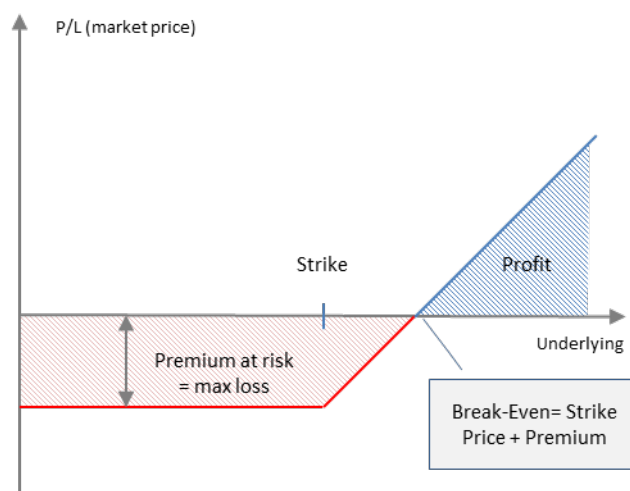 P/L (market price)
Strike
Profit
Underlying
Premium at risk
= max loss
Break-Even= Strike
Price + Premium